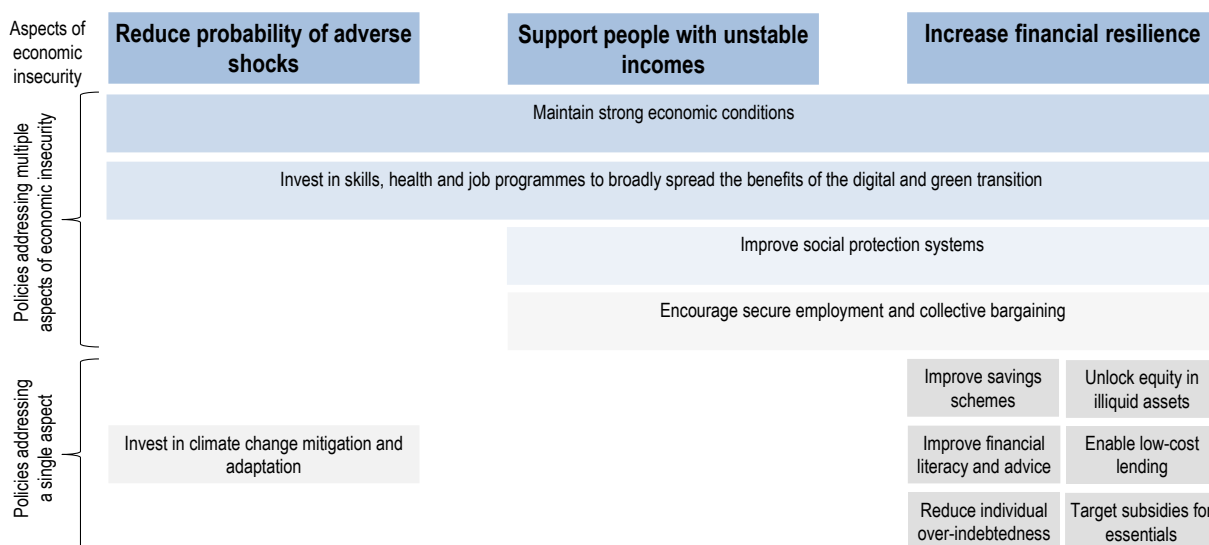 Aspects of
economic
insecurity
Reduce probability of adverse
shocks
Support people with unstable
incomes
Increase financial resilience
Policies addressing multiple
aspects of economic insecurity
Maintain strong economic conditions
Invest in skills, health and job programmes to broadly spread the benefits of the digital and green transition
Improve social protection systems
Encourage secure employment and collective bargaining
Policies addressing
a single aspect
Invest in climate change mitigation and
adaptation
Improve savings
schemes
Unlock equity in
illiquid assets
Improve financial
literacy and advice
Enable low-cost
lending
Reduce individual
over-indebtedness
Target subsidies for
essentials